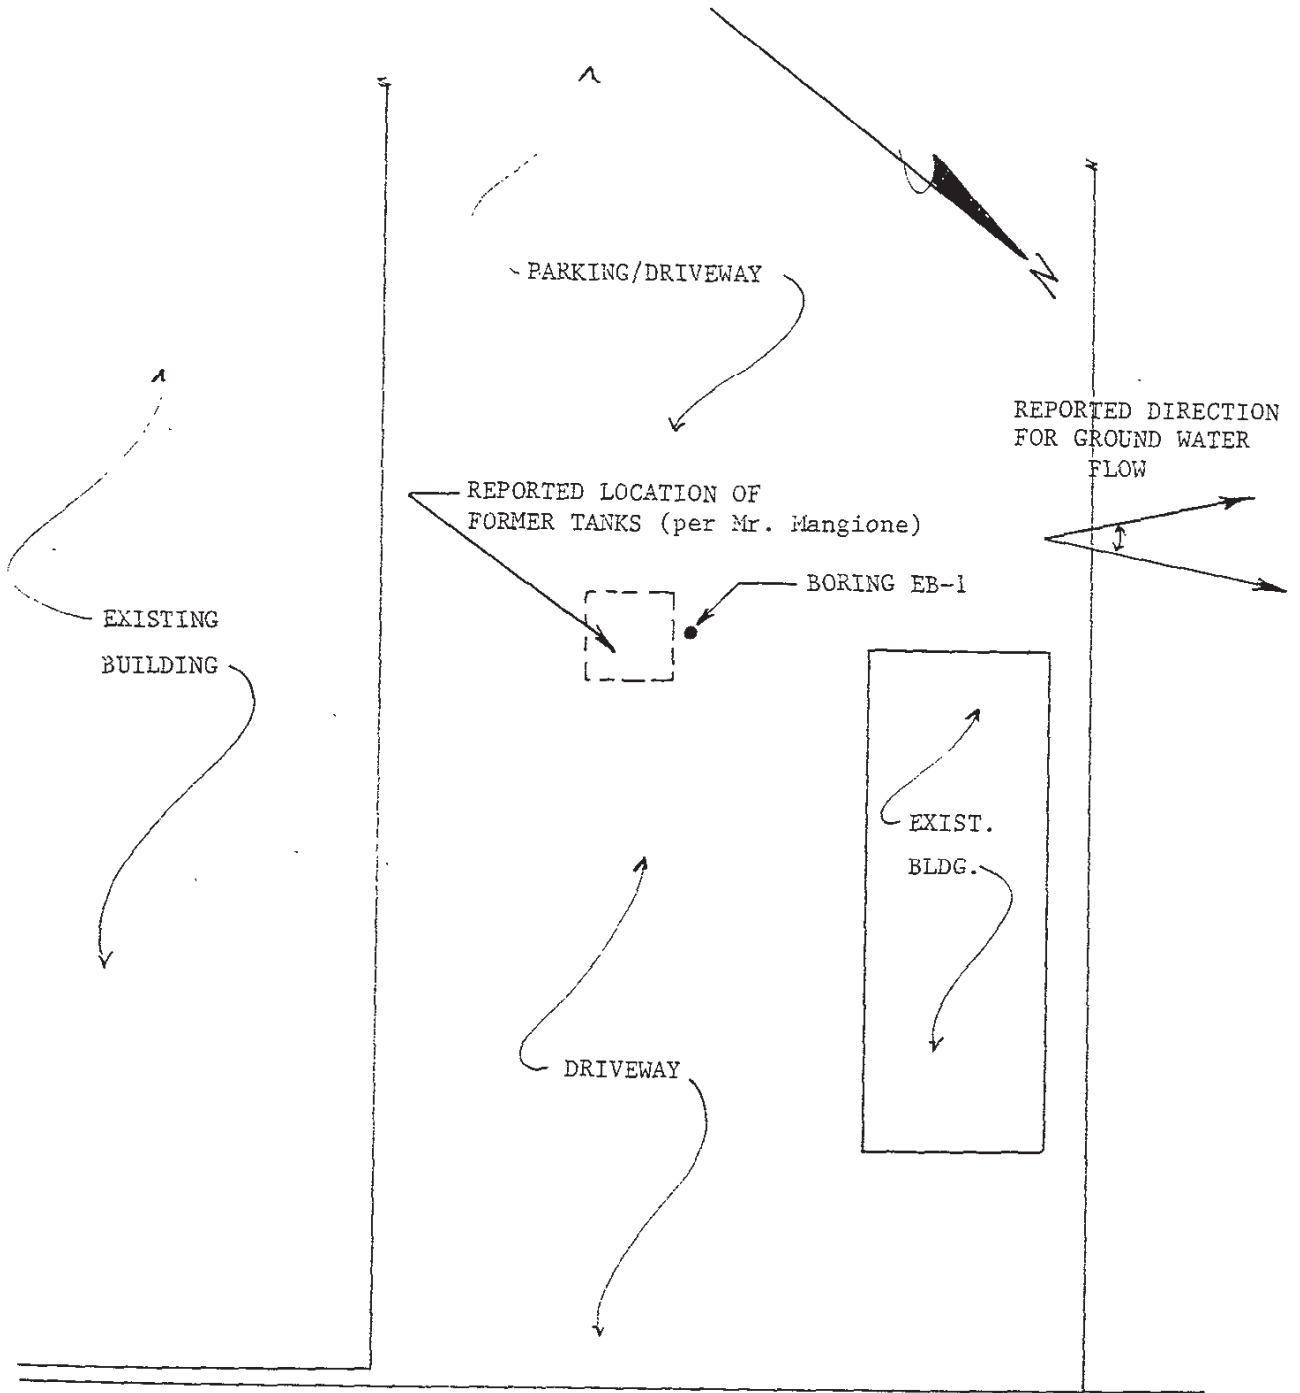 N
PARKING/DRIVEWAY
REPORTED DIRECTION
FOR GROUND WATER
FLOW
REPORTED LOCATION OF
FORMER TANKS (per Mr. Mangione)
BORING EB-1
EXISTING
BUILDING
EXIST.
BLDG.
DRIVEWAY